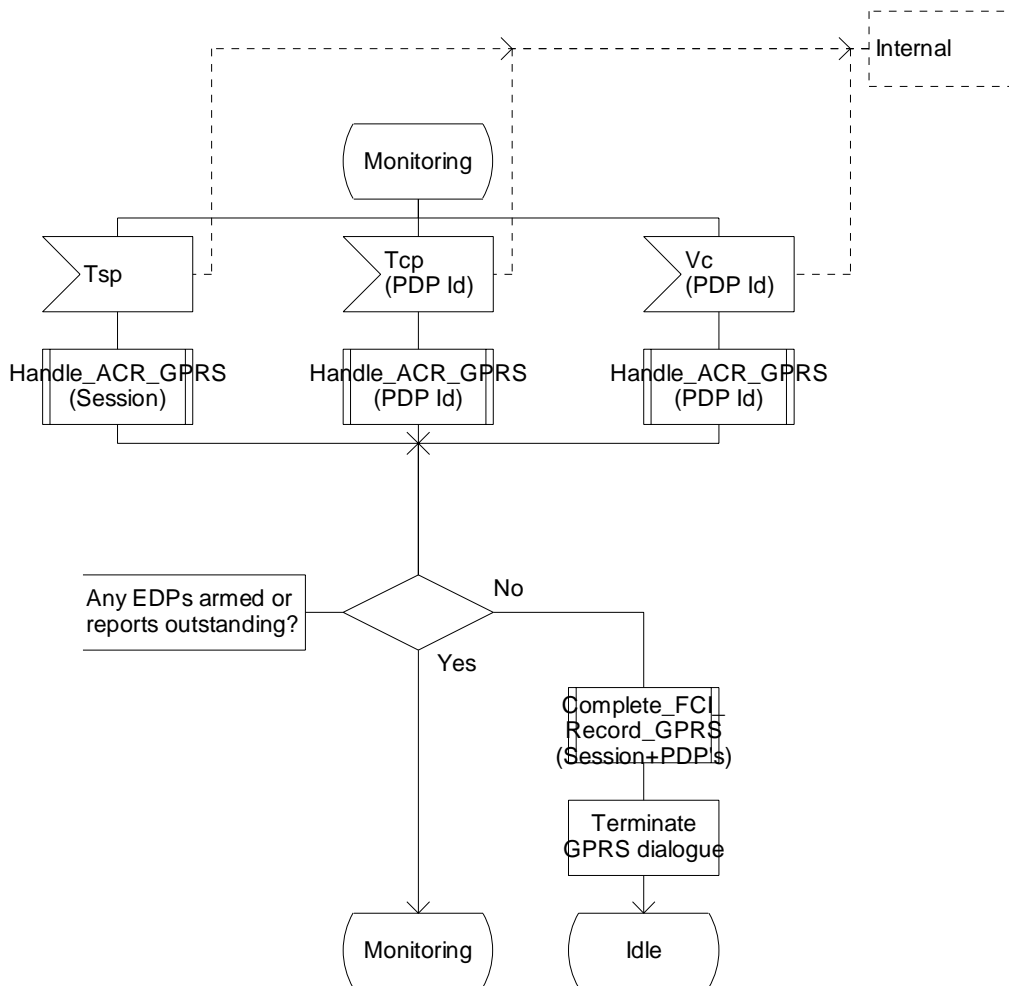 Internal
Monitoring
Tsp
Tcp
(PDP Id)
Vc
(PDP Id)
Handle_ACR_GPRS
(Session)
Handle_ACR_GPRS
(PDP Id)
Handle_ACR_GPRS
(PDP Id)
Any EDPs armed or
reports outstanding?
No
Yes
Complete_FCI_
Record_GPRS
(Session+PDP's)
Terminate
GPRS dialogue
Monitoring
Idle